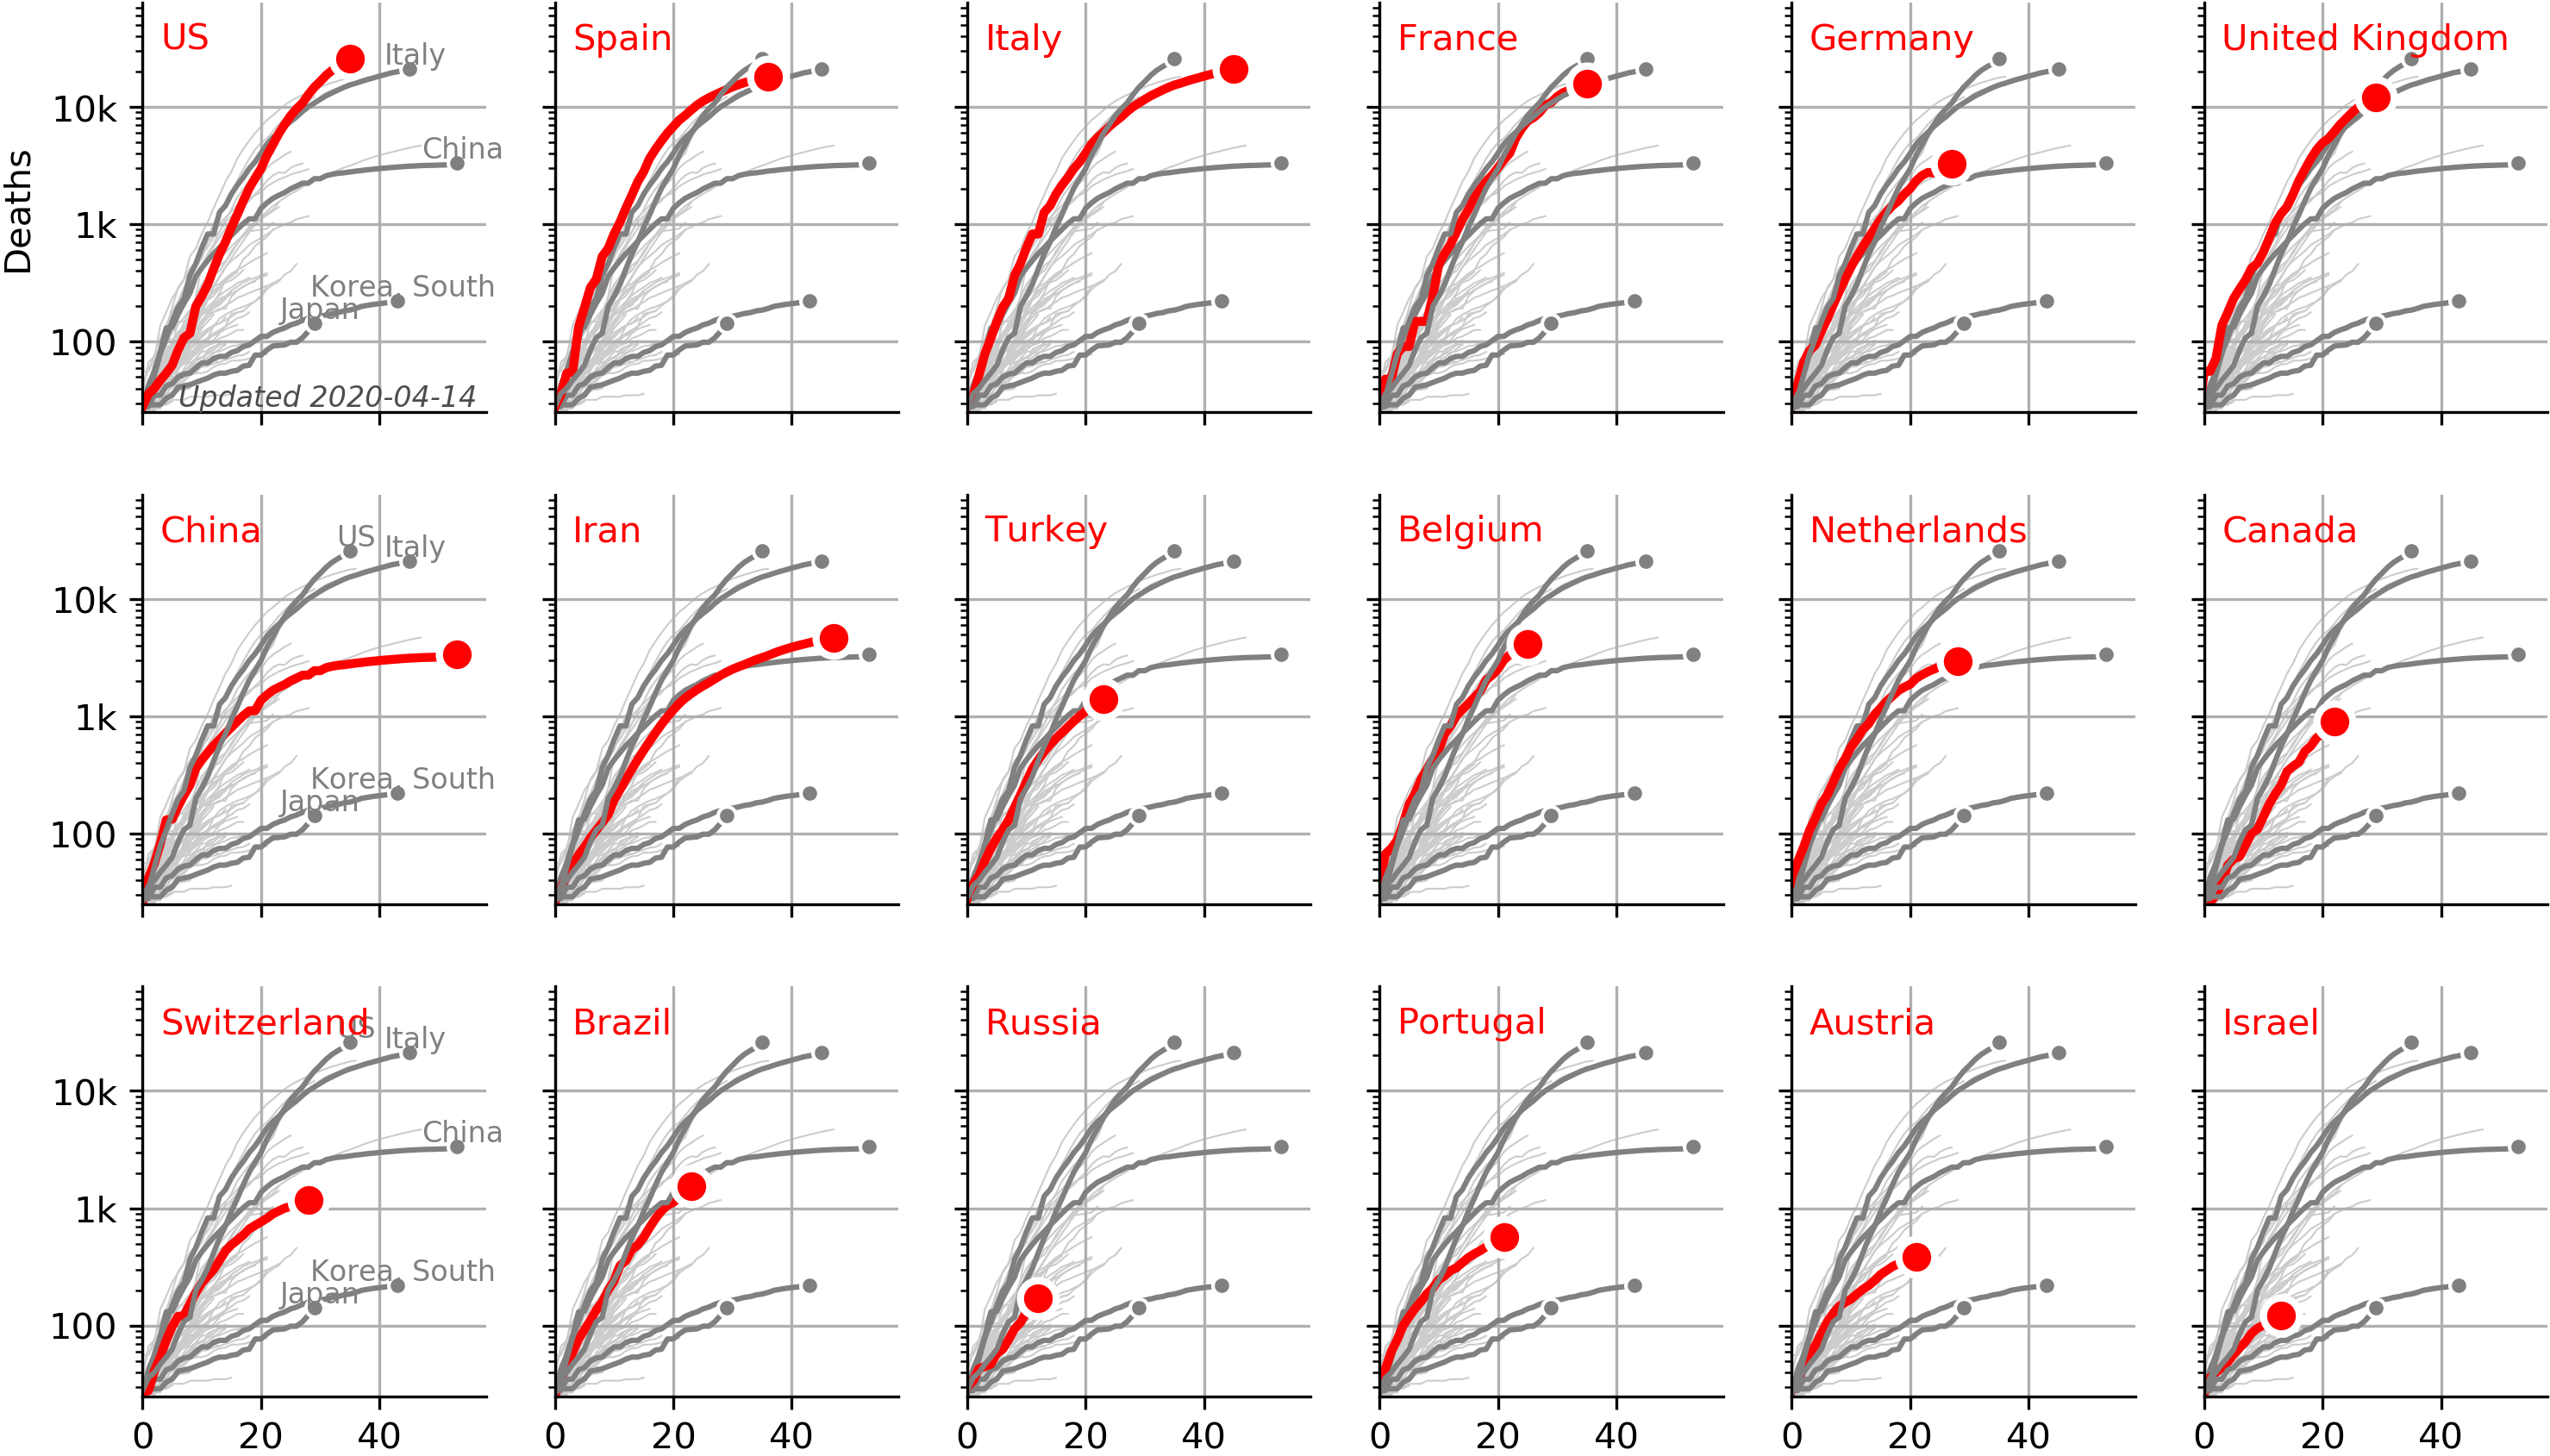 US
Spain
Italy
France
Germany
United Kingdom
Italy
10k
China
Deaths
1k
Korea, South
Japan
100
Updated 2020-04-14
China
Iran
Turkey
Belgium
Netherlands
Canada
US
Italy
10k
1k
Korea, South
Japan
100
Switzerland
Brazil
Russia
Portugal
Austria
Israel
US
Italy
10k
China
1k
Korea, South
Japan
100
0 20 40 0 20 40 0 20 40 0 20 40 0 20 40 0 20 40